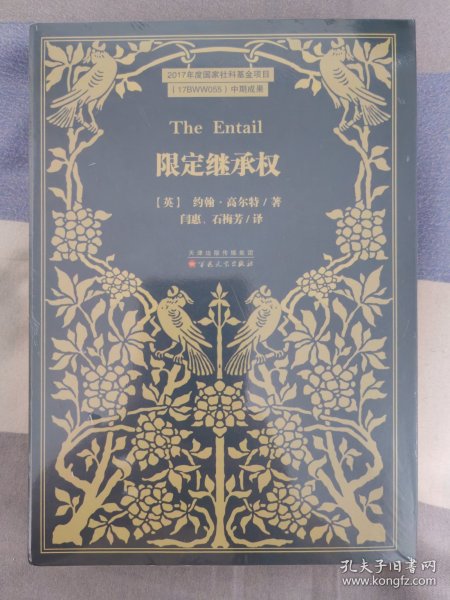 2017年度国家社科基金项目
（17BWW055）中期成果
The Entail
限定继承权
［英］ 约翰·高尔特/著
闫惠、石梅芳/译
天津出版传媒集团
百花文艺出版社
孔夫子旧书网
www.kongfz.com